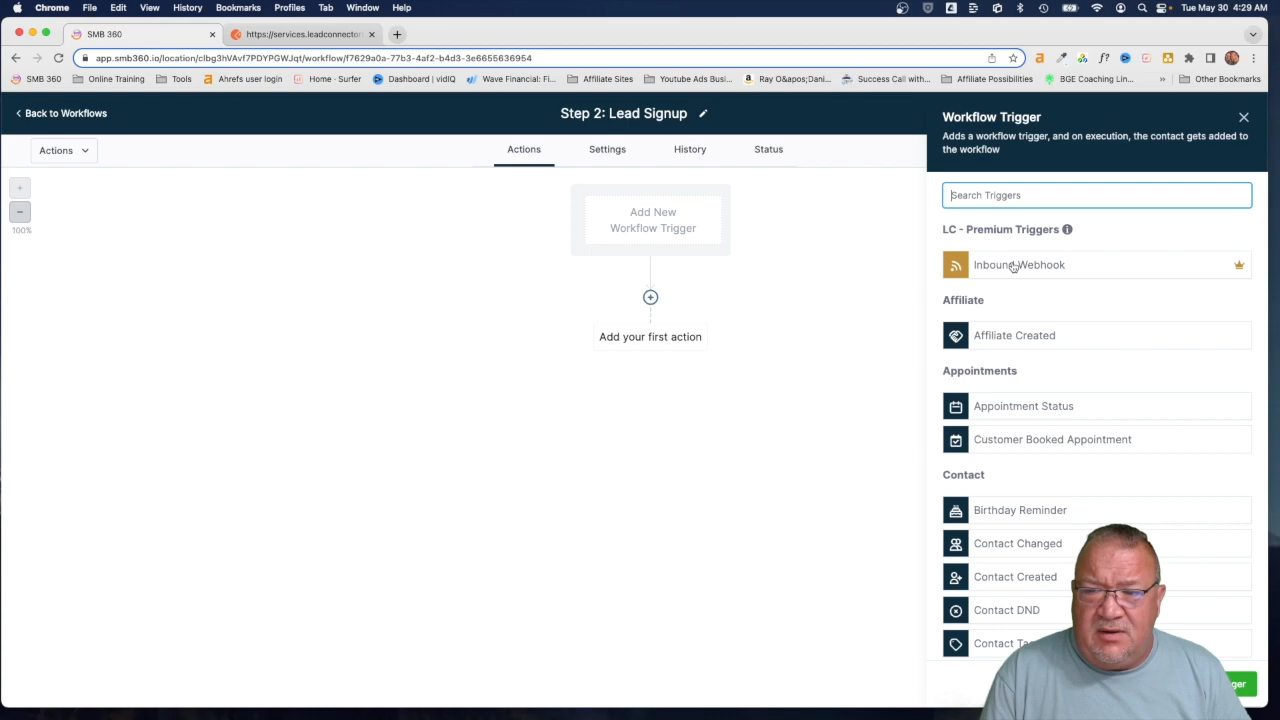 Chrome File Edit View History Bookmarks Profiles Tab Window Help
Tue May 30 4:29 AM
SMB 360
https://services.leadconnector
app.smb360.io/location/clbg3hVAvf7PDYPGWJqt/workflow/f7629a0a-77b3-4af2-b4d3-3e6655636954
SMB 360 Online Training Tools Ahrefs user login Home · Surfer Dashboard | vidIQ Wave Financial: Fi... Affiliate Sites Youtube Ads Busi... Ray O&apos;Dani... Success Call with... Affiliate Possibilities BGE Coaching Lin... » Other Bookmarks
Back to Workflows
Step 2: Lead Signup
Actions
Actions Settings History Status
100%
Add New
Workflow Trigger
Add your first action
Workflow Trigger
Adds a workflow trigger, and on execution, the contact gets added to
the workflow
Search Triggers
LC - Premium Triggers
Inbound Webhook
Affiliate
Affiliate Created
Appointments
Appointment Status
Customer Booked Appointment
Contact
Birthday Reminder
Contact Changed
Contact Created
Contact DND
Contact